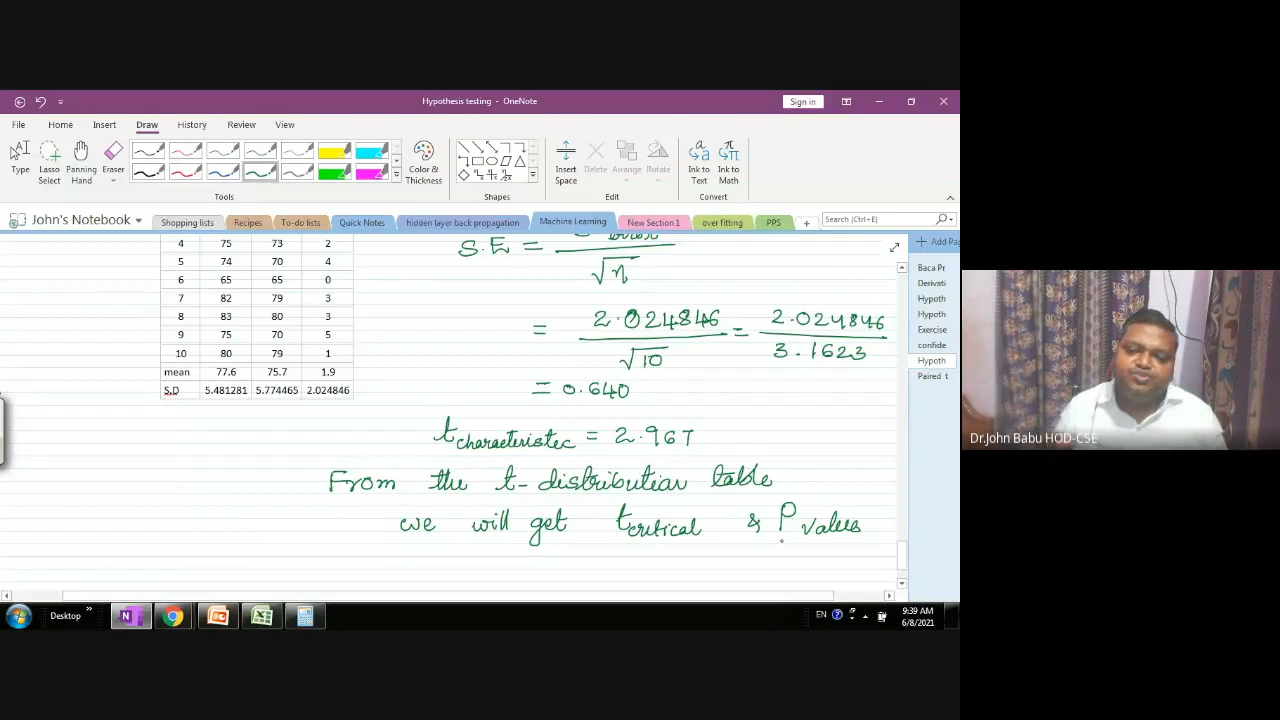 Hypothesis testing - OneNote
Sign in
File Home Insert Draw History Review View
Type Lasso Select Panning Hand Eraser Color & Thickness Insert Space Delete Arrange Rotate Ink to Text Ink to Math
Tools Shapes Edit Convert
John's Notebook Shopping lists Recipes To-do lists Quick Notes hidden layer back propagation Machine Learning New Section 1 over fitting PPS Search (Ctrl+E)
Add Pag
Baca Pr
Derivati
Hypoth
Hypoth
Exercise
confide
Hypoth
Paired t
4 75 73 2
5 74 70 4
6 65 65 0
7 82 79 3
8 83 80 3
9 75 70 5
10 80 79 1
mean 77.6 75.7 1.9
S.D 5.481281 5.774465 2.024846
S.E =
√n
= 2.024846 / √10 = 2.024846 / 3.1623
= 0.640
t characteristec = 2.967
From the t-distribution table
we will get t critical & P values
Dr.John Babu HOD-CSE
Desktop
EN
9:39 AM
6/8/2021